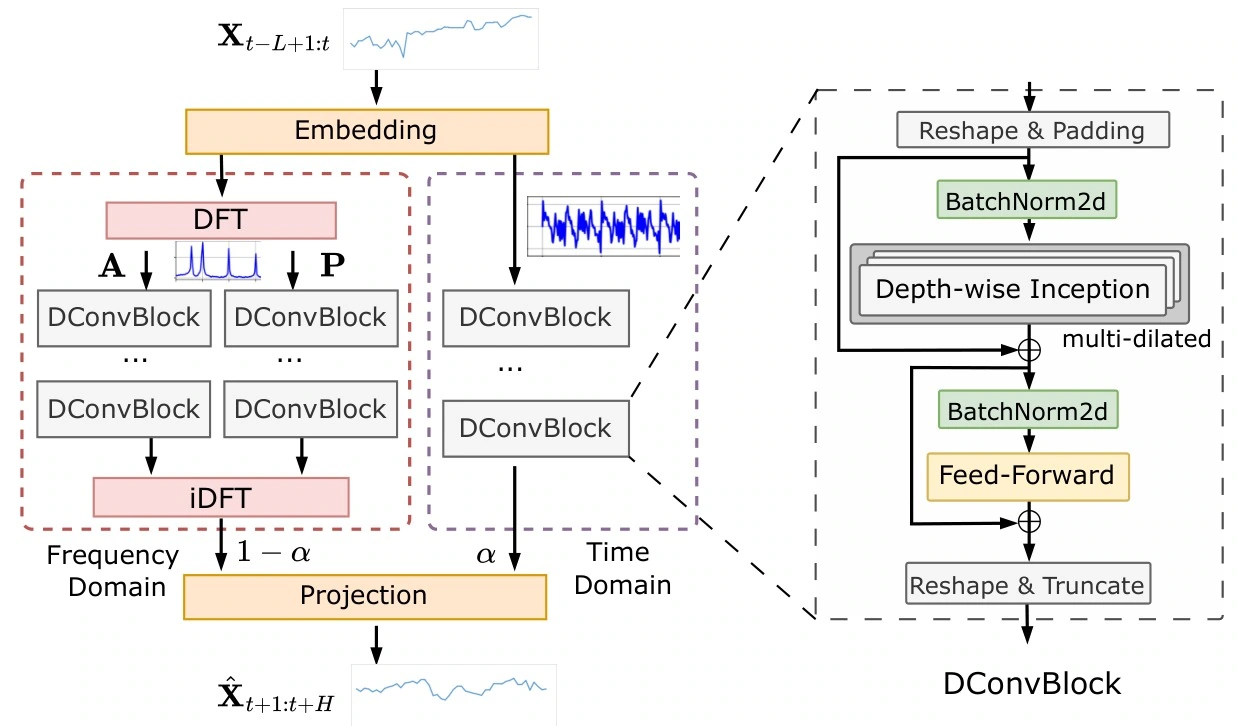 X_{t−L+1:t}
Embedding
DFT
A
P
DConvBlock
DConvBlock
DConvBlock
...
...
...
DConvBlock
DConvBlock
DConvBlock
iDFT
Frequency
Domain
1 − α
α
Time
Domain
Projection
X̂_{t+1:t+H}
Reshape & Padding
BatchNorm2d
Depth-wise Inception
multi-dilated
BatchNorm2d
Feed-Forward
Reshape & Truncate
DConvBlock